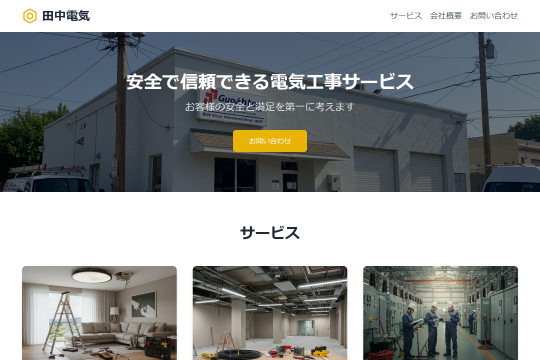 田中電気
サービス 会社概要 お問い合わせ
安全で信頼できる電気工事サービス
お客様の安全と満足を第一に考えます
お問い合わせ
サービス